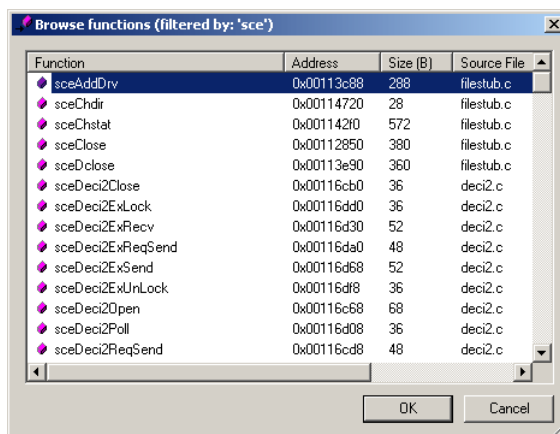 Browse functions (filtered by: 'sce')
Function Address Size (B) Source File
sceAddDrv 0x00113c88 288 filestub.c
sceChdir 0x00114720 28 filestub.c
sceChstat 0x001142f0 572 filestub.c
sceClose 0x00112850 380 filestub.c
sceDclose 0x00113e90 360 filestub.c
sceDeci2Close 0x00116cb0 36 deci2.c
sceDeci2ExLock 0x00116dd0 36 deci2.c
sceDeci2ExRecv 0x00116d30 52 deci2.c
sceDeci2ExReqSend 0x00116da0 48 deci2.c
sceDeci2ExSend 0x00116d68 52 deci2.c
sceDeci2ExUnLock 0x00116df8 36 deci2.c
sceDeci2Open 0x00116c68 68 deci2.c
sceDeci2Poll 0x00116d08 36 deci2.c
sceDeci2ReqSend 0x00116cd8 48 deci2.c
OK Cancel